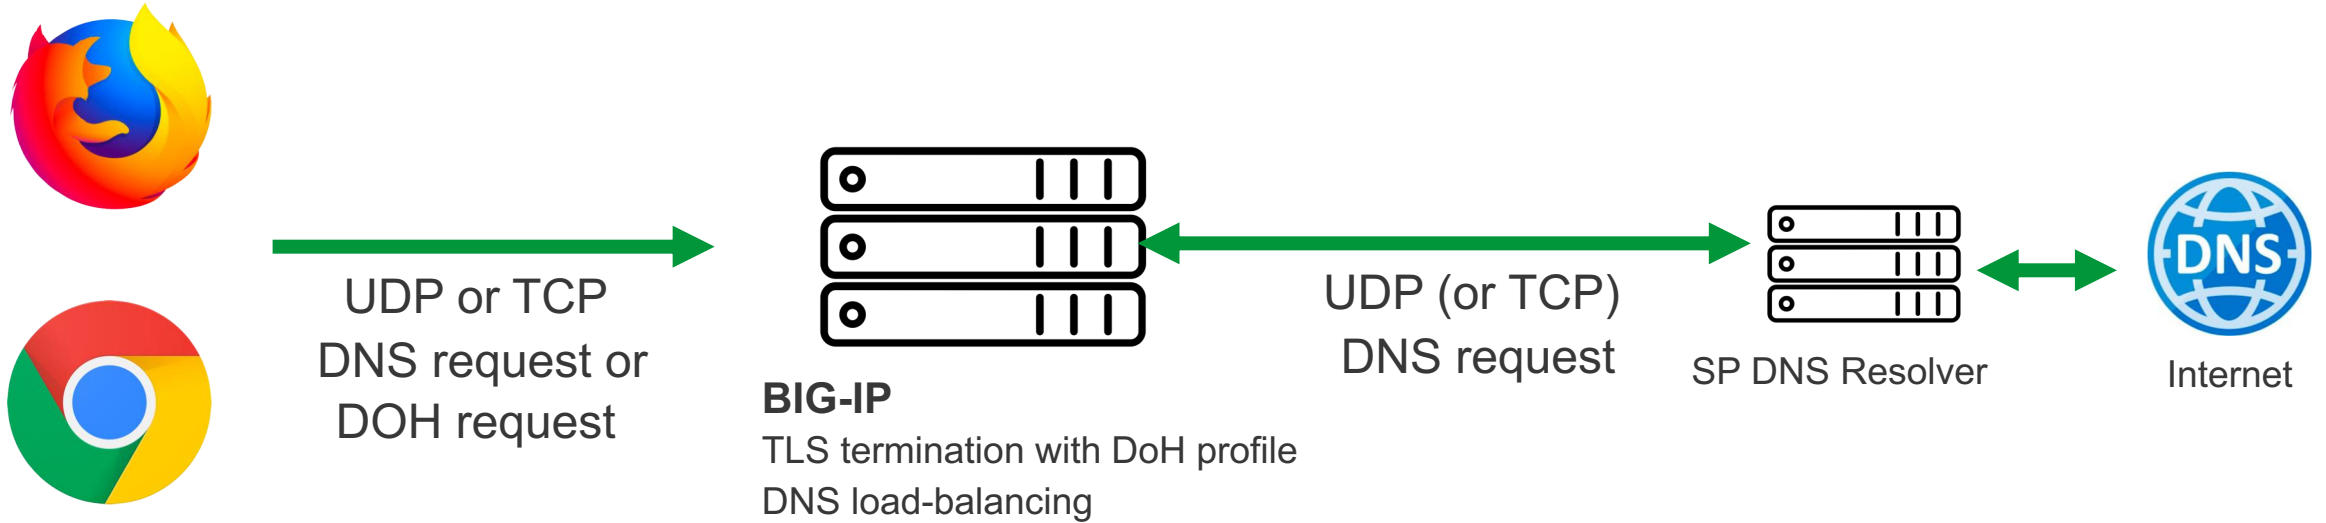 UDP or TCP
DNS request or
DOH request
BIG-IP
TLS termination with DoH profile
DNS load-balancing
UDP (or TCP)
DNS request
SP DNS Resolver
DNS
Internet